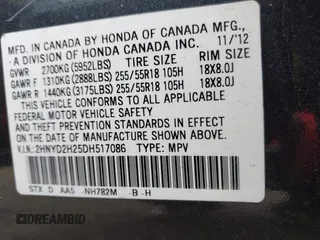 MFD. IN CANADA BY HONDA OF CANADA MFG.,
- A DIVISION OF HONDA CANADA INC. 11/12
GVWR 2700KG (5952LBS) TIRE SIZE RIM SIZE
GAWR F 1310KG (2888LBS) 255/55R18 105H 18X8.0J
GAWR R 1440KG (3175LBS) 255/55R18 105H 18X8.0J
THIS VEHICLE CONFORMS TO ALL APPLICABLE
FEDERAL MOTOR VEHICLE SAFETY AND THEFT
PREVENTION STANDARDS IN EFFECT ON THE
DATE OF MANUFACTURE SHOWN ABOVE.
V.I.N.:2HNYD2H25DH517086 TYPE: MPV
STX D AA5 -NH782M -B -H
BRANDBID